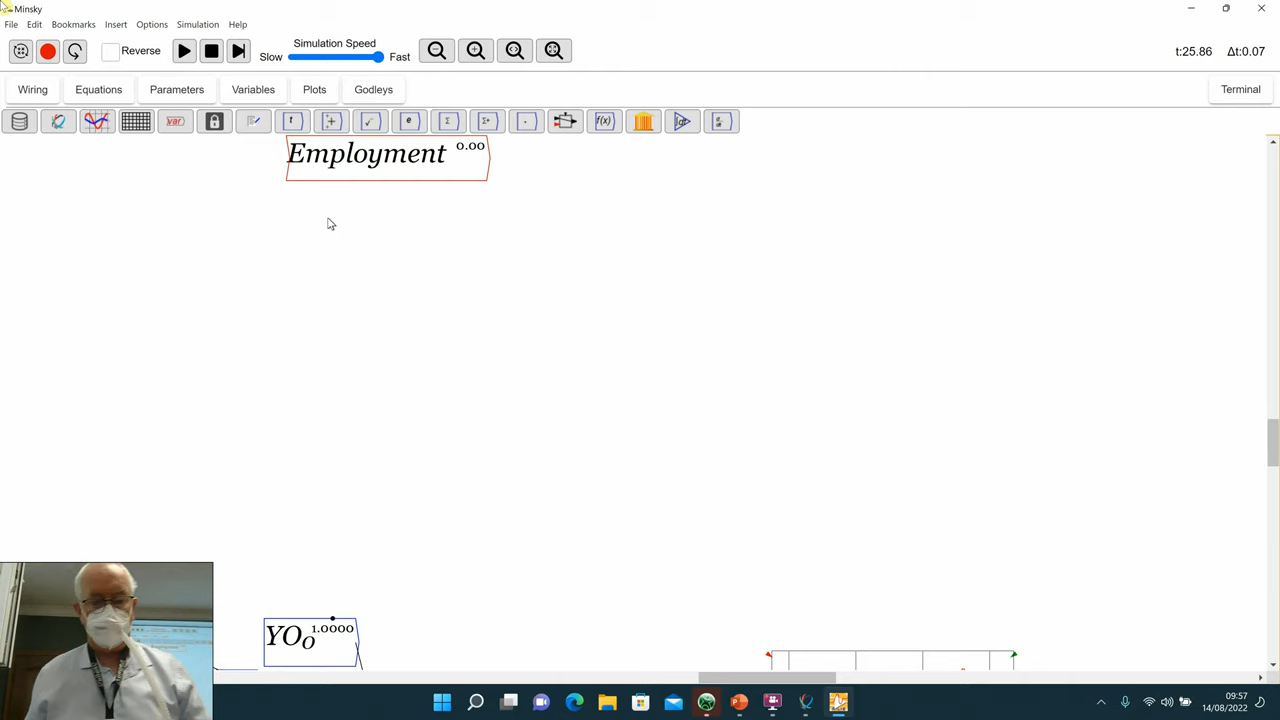 Minsky
File Edit Bookmarks Insert Options Simulation Help
Reverse
Simulation Speed
Slow
Fast
t:25.86 Δt:0.07
Wiring Equations Parameters Variables Plots Godleys Terminal
var t + √ e Σ Σ+ . f(x)
Employment 0.00
YO0 1.0000
09:57
14/08/2022